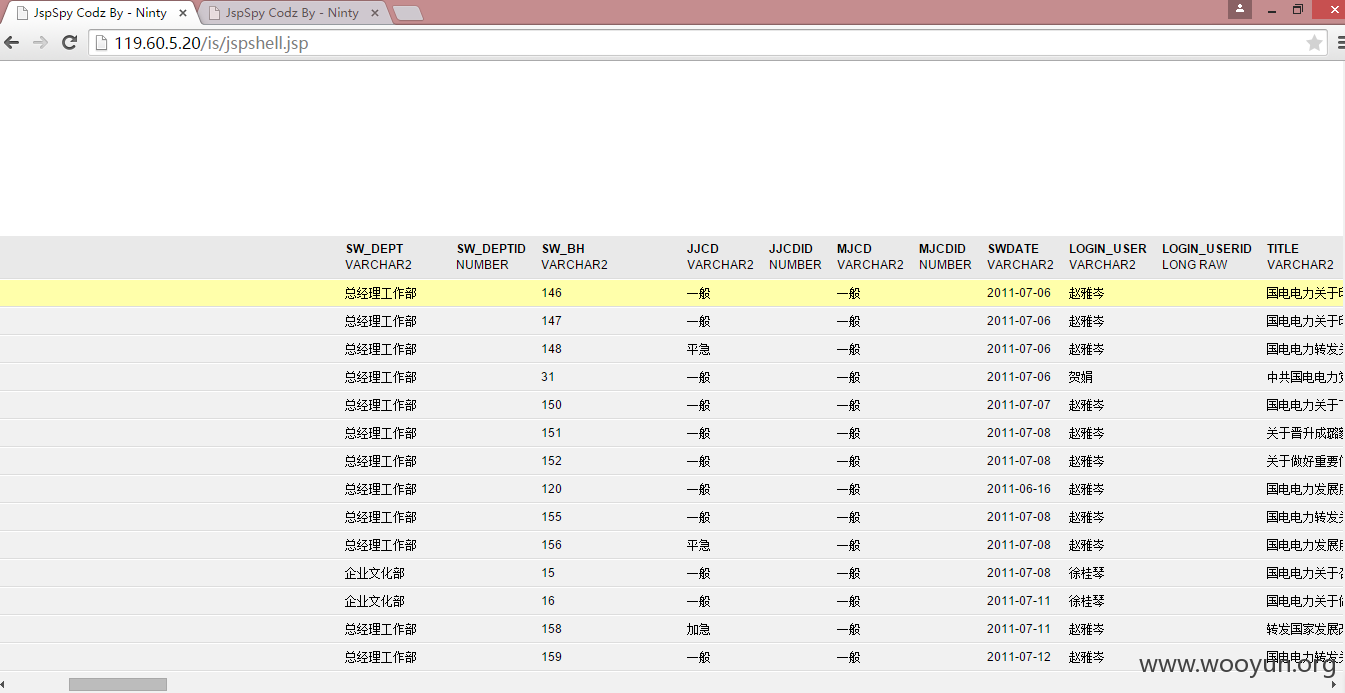 JspSpy Codz By - Ninty JspSpy Codz By - Ninty
119.60.5.20/is/jspshell.jsp
SW_DEPT SW_DEPTID SW_BH JJCD JJCDID MJCD MJCDID SWDATE LOGIN_USER LOGIN_USERID TITLE
VARCHAR2 NUMBER VARCHAR2 VARCHAR2 NUMBER VARCHAR2 NUMBER VARCHAR2 VARCHAR2 LONG RAW VARCHAR2
总经理工作部 146 一般 一般 2011-07-06 赵雅岑 国电电力关于
总经理工作部 147 一般 一般 2011-07-06 赵雅岑 国电电力关于
总经理工作部 148 平急 一般 2011-07-06 赵雅岑 国电电力转发
总经理工作部 31 一般 一般 2011-07-06 贺娟 中共国电电力
总经理工作部 150 一般 一般 2011-07-07 赵雅岑 国电电力关于
总经理工作部 151 一般 一般 2011-07-08 赵雅岑 关于晋升成璐
总经理工作部 152 一般 一般 2011-07-08 赵雅岑 关于做好重要
总经理工作部 120 一般 一般 2011-06-16 赵雅岑 国电电力发展
总经理工作部 155 一般 一般 2011-07-08 赵雅岑 国电电力转发
总经理工作部 156 平急 一般 2011-07-08 赵雅岑 国电电力发展
企业文化部 15 一般 一般 2011-07-08 徐桂琴 国电电力关于
企业文化部 16 一般 一般 2011-07-11 徐桂琴 国电电力关于
总经理工作部 158 加急 一般 2011-07-11 赵雅岑 转发国家发展
总经理工作部 159 一般 一般 2011-07-12 赵雅岑 国电电力转发
www.wooyun.org